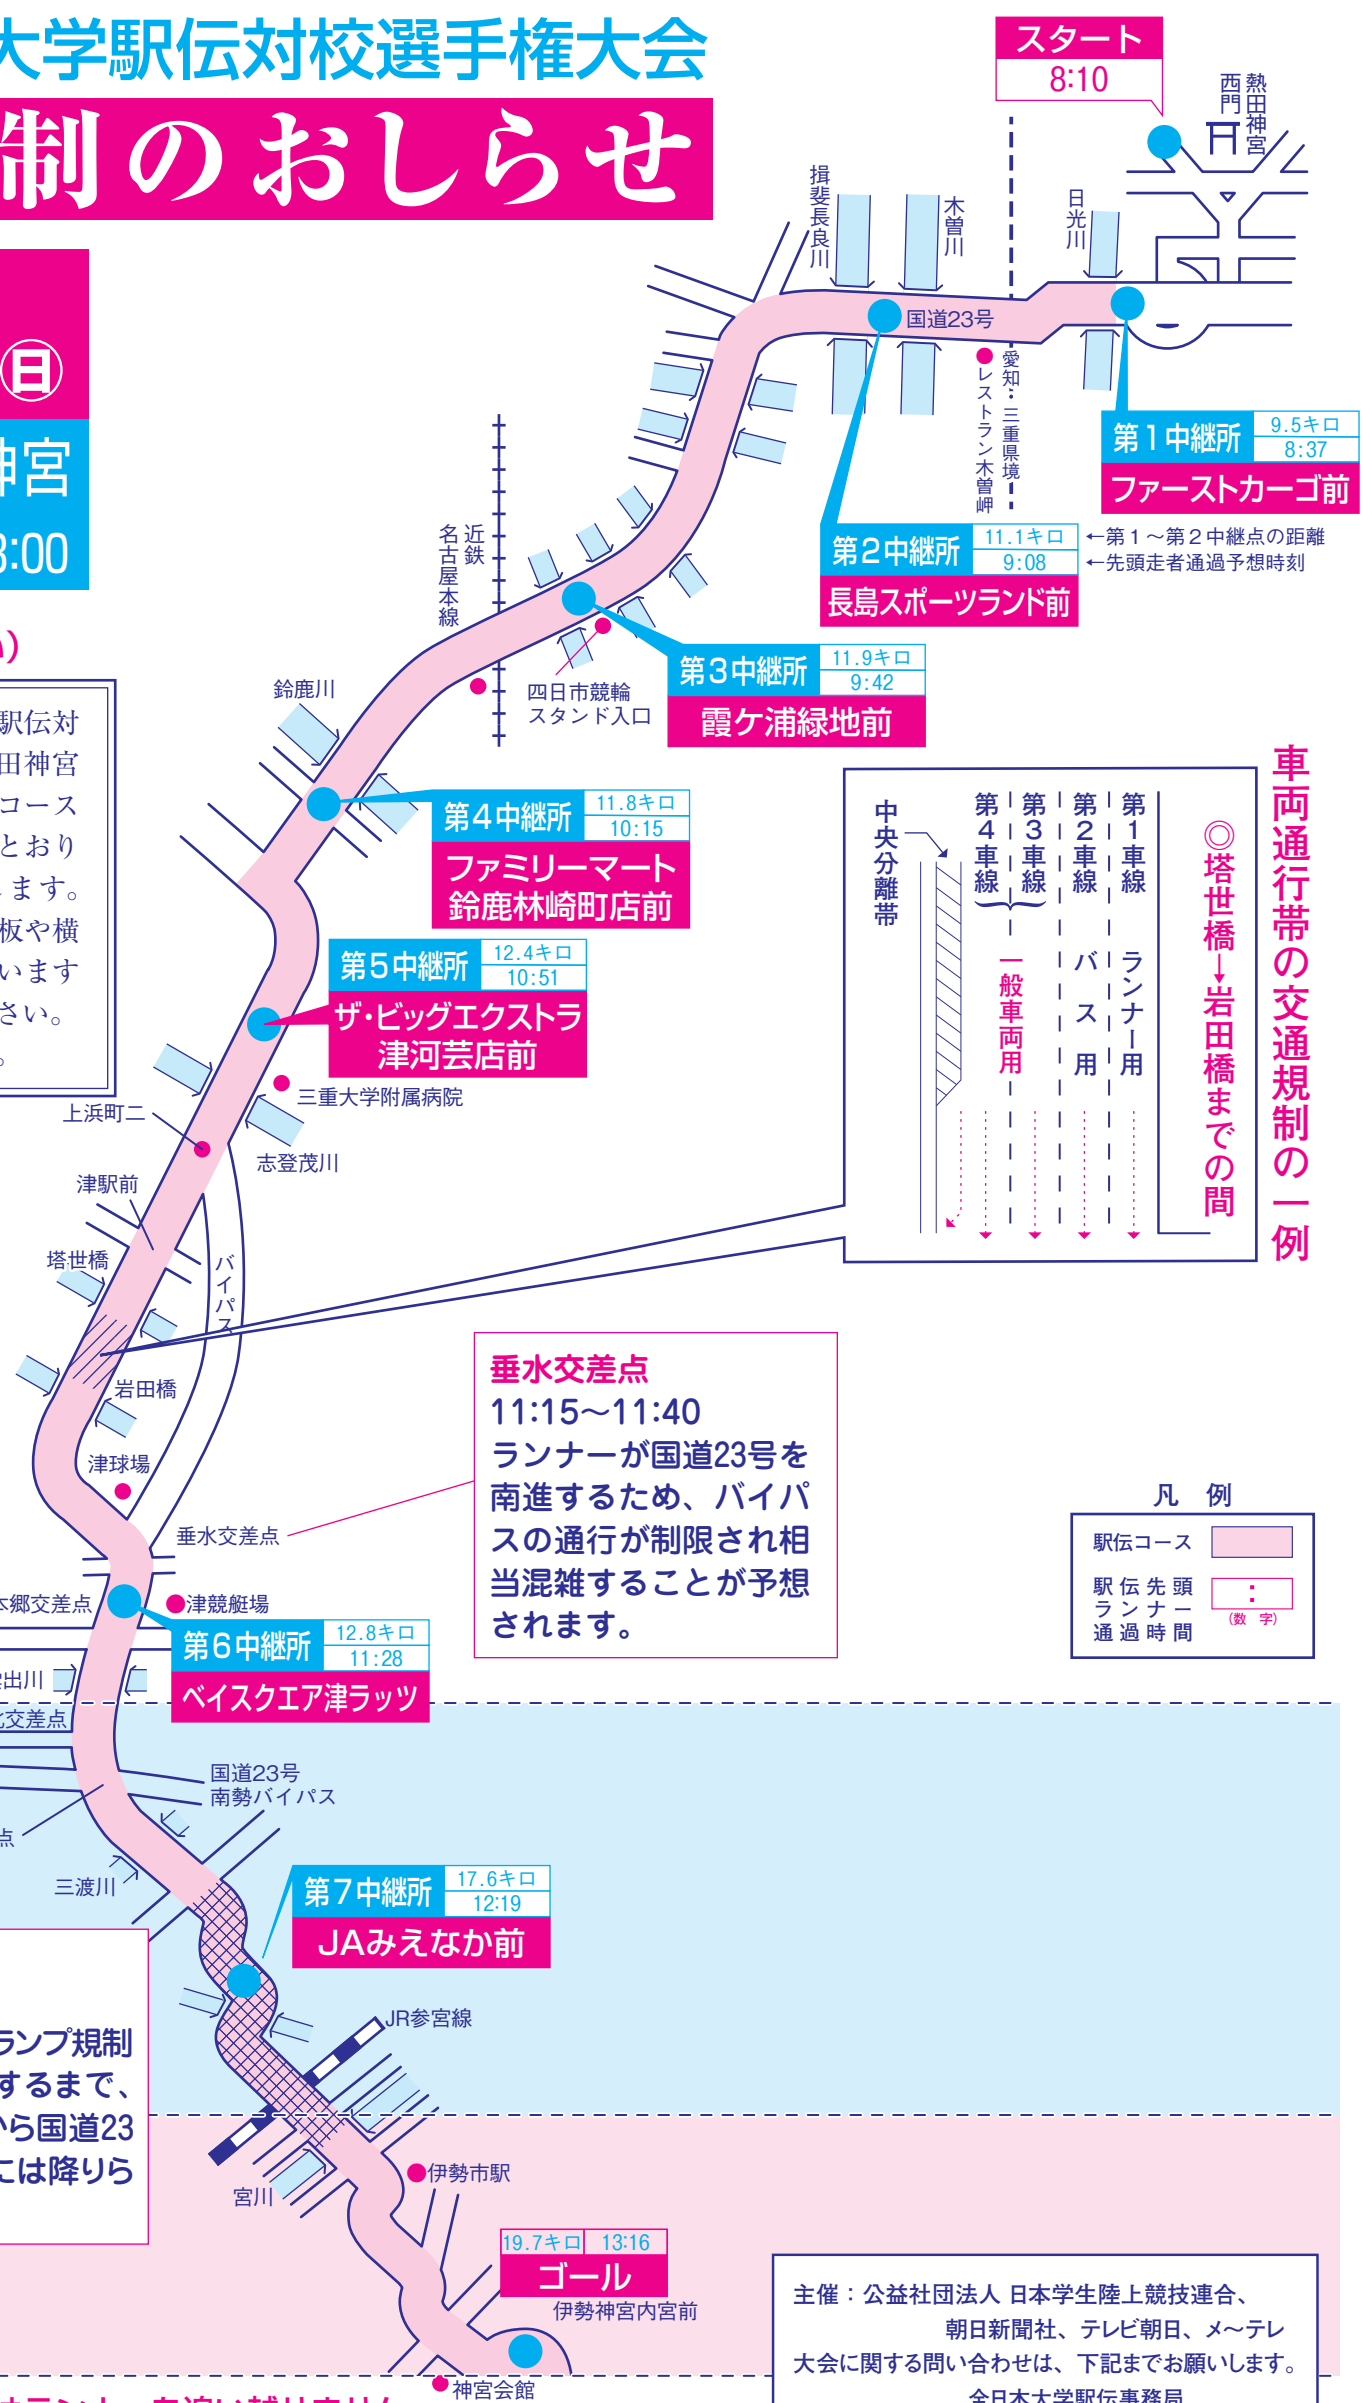 大学駅伝対校選手権大会
制のおしらせ
日
神宮
:00
い)
駅伝対
田神宮
コース
とおり
します。
板や横
います
さい。
。
スタート
8:10
熱田神宮
西門
日光川
木曽川
揖斐長良川
国道23号
愛知・三重県境
レストラン木曽岬
第1中継所
9.5キロ
8:37
ファーストカーゴ前
第2中継所
11.1キロ
9:08
長島スポーツランド前
←第1～第2中継点の距離
←先頭走者通過予想時刻
近鉄
名古屋本線
第3中継所
11.9キロ
9:42
霞ケ浦緑地前
四日市競輪
スタンド入口
鈴鹿川
第4中継所
11.8キロ
10:15
ファミリーマート
鈴鹿林崎町店前
第5中継所
12.4キロ
10:51
ザ・ビッグエクストラ
津河芸店前
三重大学附属病院
上浜町二
志登茂川
津駅前
塔世橋
バイパス
岩田橋
津球場
車両通行帯の交通規制の一例
◎塔世橋→岩田橋までの間
第1車線
ランナー用
第2車線
バス用
第3車線
第4車線
一般車両用
中央分離帯
垂水交差点
11:15～11:40
ランナーが国道23号を
南進するため、バイパ
スの通行が制限され相
当混雑することが予想
されます。
垂水交差点
本郷交差点
津競艇場
第6中継所
12.8キロ
11:28
ベイスクエア津ラッツ
凡 例
駅伝コース
駅伝先頭
ランナー
通過時間
:
(数 字)
出川
交差点
国道23号
南勢バイパス
点
三渡川
第7中継所
17.6キロ
12:19
JAみえなか前
ランプ規制
するまで、
から国道23
には降りら
JR参宮線
宮川
伊勢市駅
19.7キロ
13:16
ゴール
伊勢神宮内宮前
神宮会館
主催：公益社団法人 日本学生陸上競技連合、
朝日新聞社、テレビ朝日、メ～テレ
大会に関する問い合わせは、下記までお願いします。
全日本大学駅伝事務局